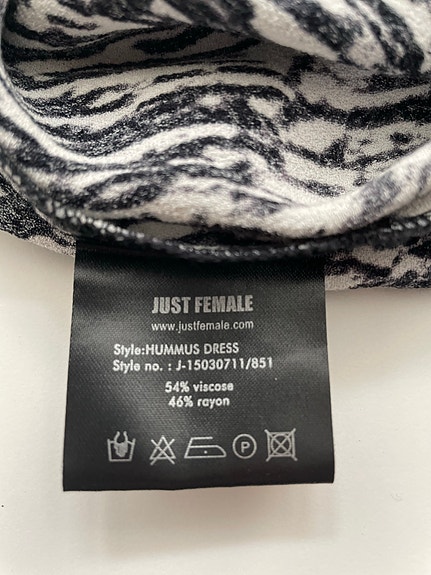 JUST FEMALE
www.justfemale.com
Style:HUMMUS DRESS
Style no. : J-15030711/851
54% viscose
46% rayon
P